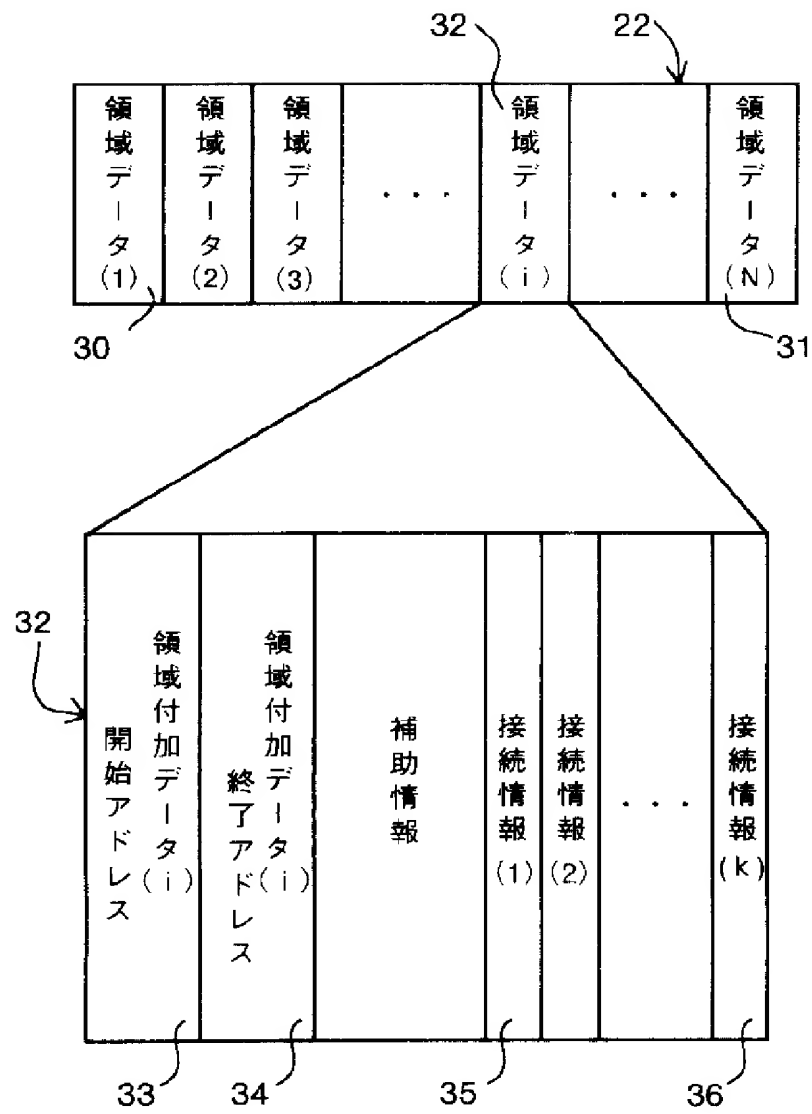 32
22
領域データ(1)
領域データ(2)
領域データ(3)
・・・
領域データ(i)
・・・
領域データ(N)
30
31
32
領域付加データ(i)
開始アドレス
領域付加データ(i)
終了アドレス
補助情報
接続情報(1)
接続情報(2)
・・・
接続情報(k)
33
34
35
36